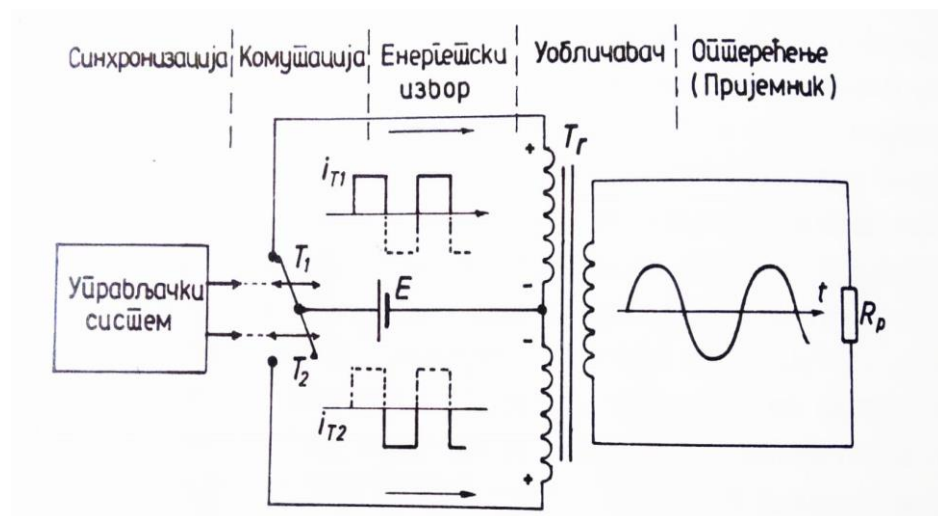 Синхронизација
Комутација
Енергетски
извор
Уобличавач
Оптерећење
(Пријемник)
Tr
+
iT1
-
T1
E
Управљачки
систем
T2
-
iT2
+
t
Rp